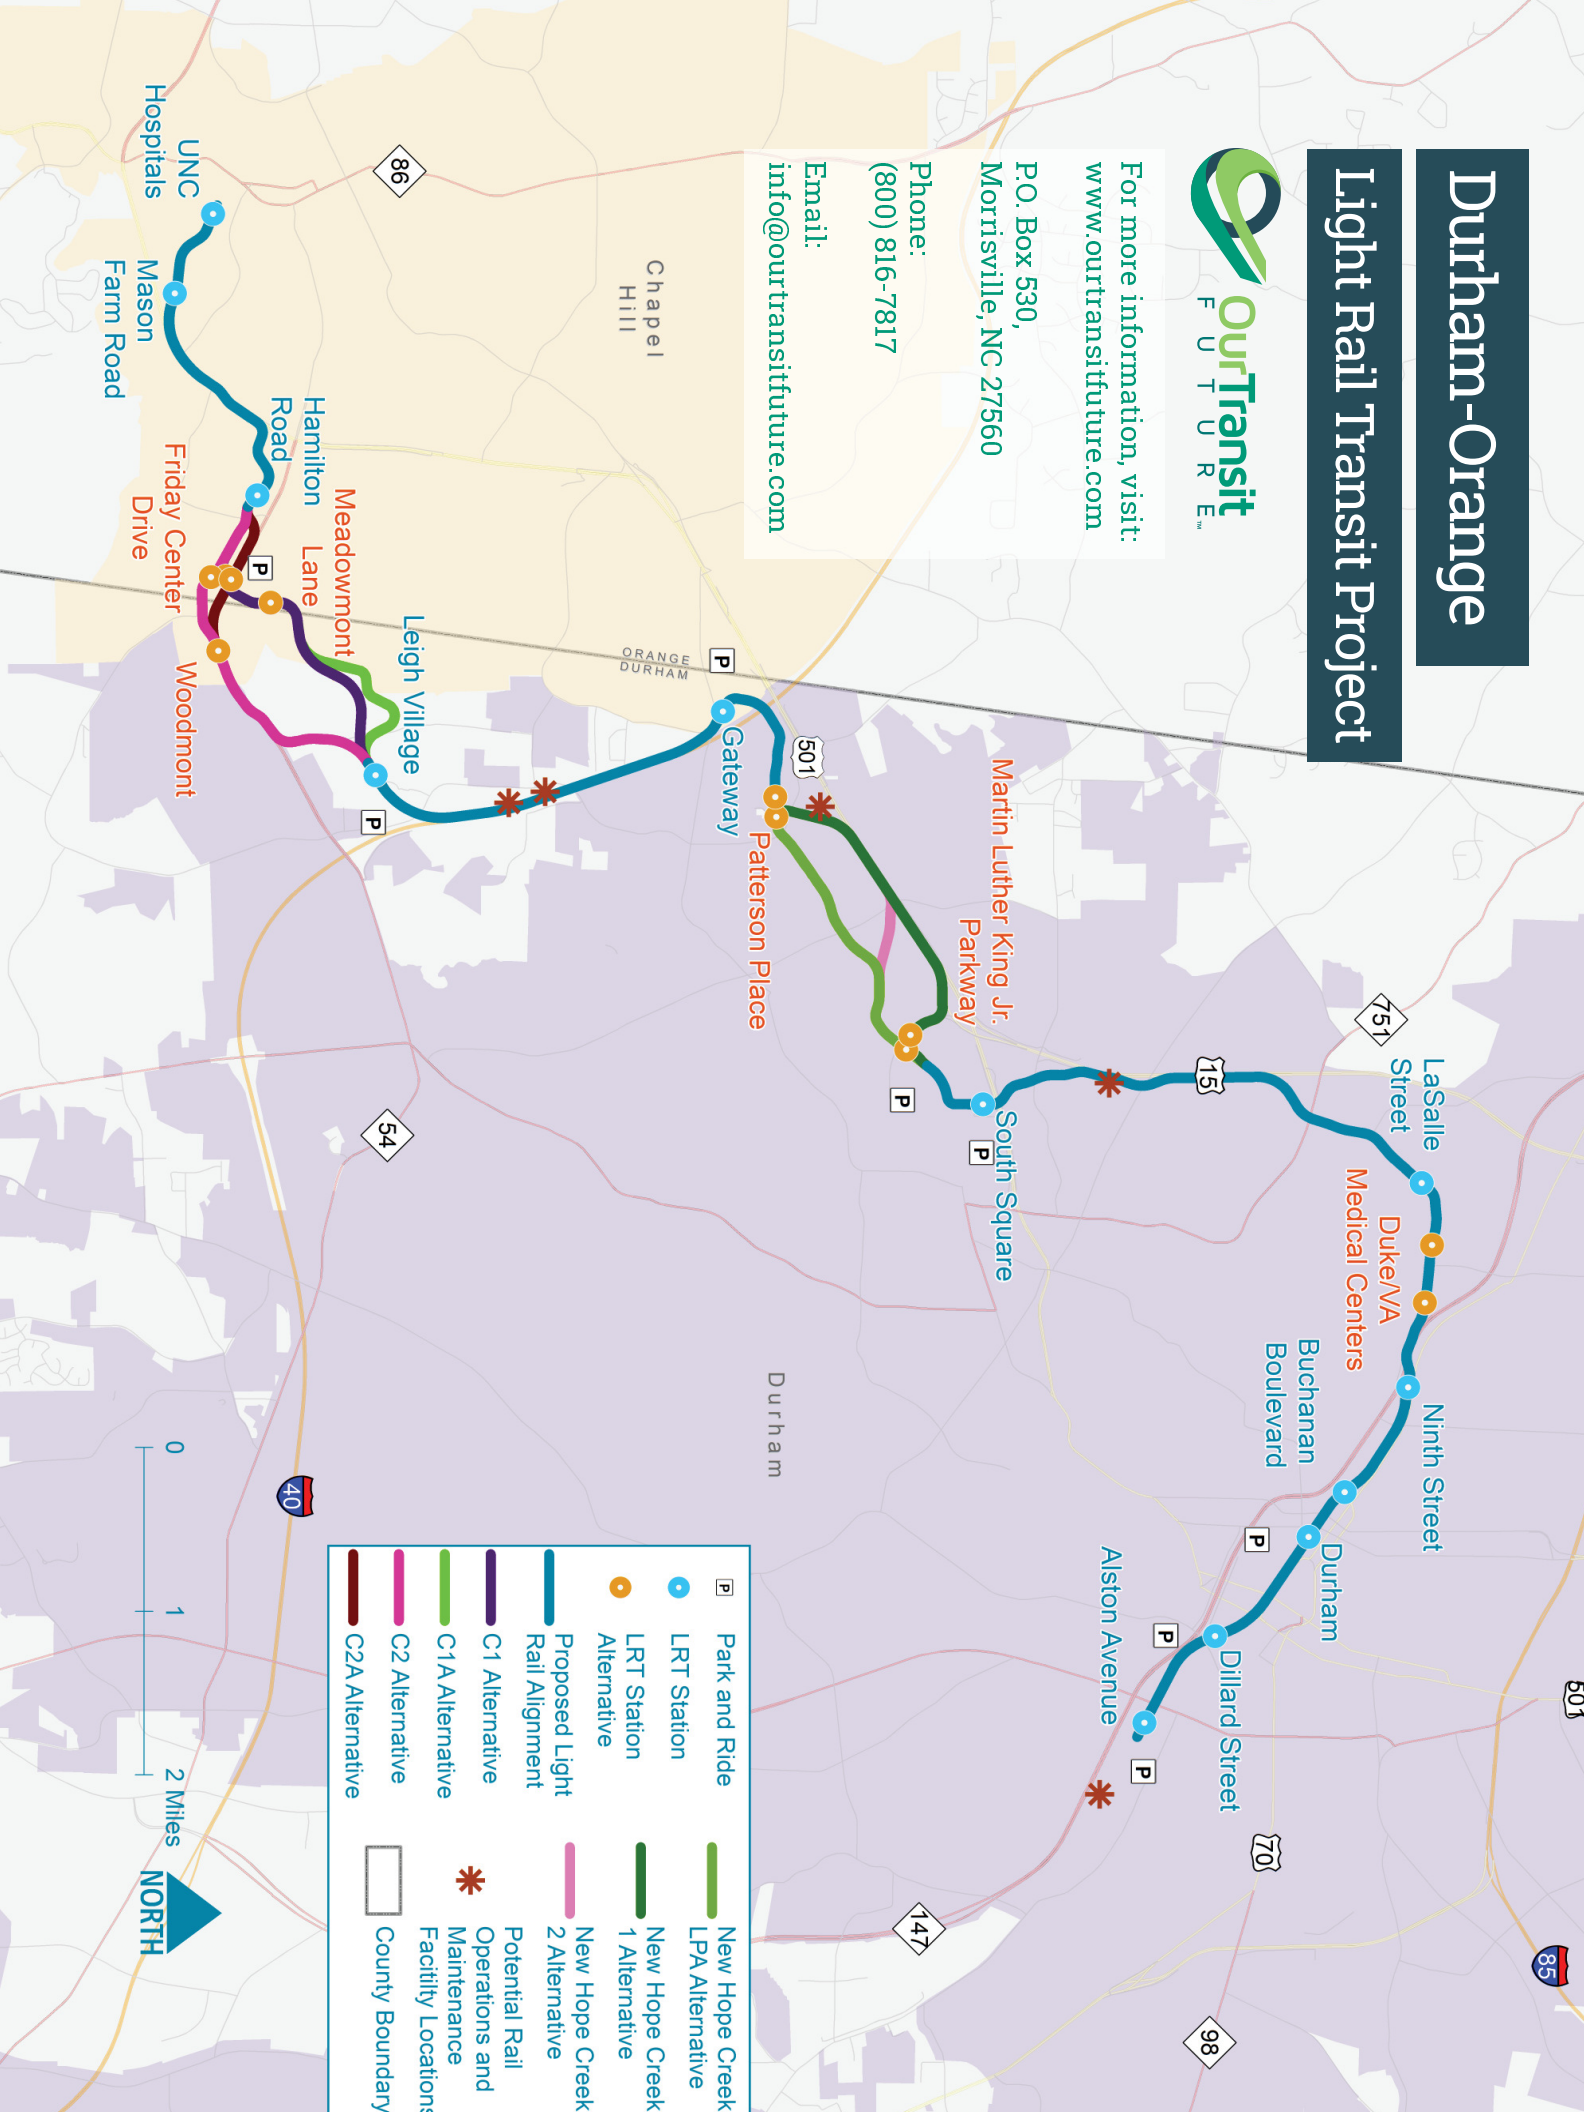 Durham-Orange
Light Rail Transit Project
OurTransit
FUTURE™
For more information, visit:
www.ourtransitfuture.com
P.O. Box 530,
Morrisville, NC 27560
Phone:
(800) 816-7817
Email:
info@ourtransitfuture.com
Chapel
Hill
86
UNC
Hospitals
Mason
Farm Road
Hamilton
Road
Friday Center
Drive
P
Meadowmont
Lane
Woodmont
Leigh Village
P
ORANGE
DURHAM
P
Gateway
501
Patterson Place
Martin Luther King Jr.
Parkway
P
South Square
P
15
751
54
LaSalle
Street
Duke/VA
Medical Centers
Ninth Street
Buchanan
Boulevard
Durham
P
Dillard Street
P
Alston Avenue
P
Durham
501
70
85
98
147
40
P
Park and Ride
LRT Station
LRT Station
Alternative
Proposed Light
Rail Alignment
C1 Alternative
C1A Alternative
C2 Alternative
C2A Alternative
New Hope Creek
LPA Alternative
New Hope Creek
1 Alternative
New Hope Creek
2 Alternative
Potential Rail
Operations and
Maintenance
Facitilty Locations
County Boundary
0 1 2 Miles
NORTH